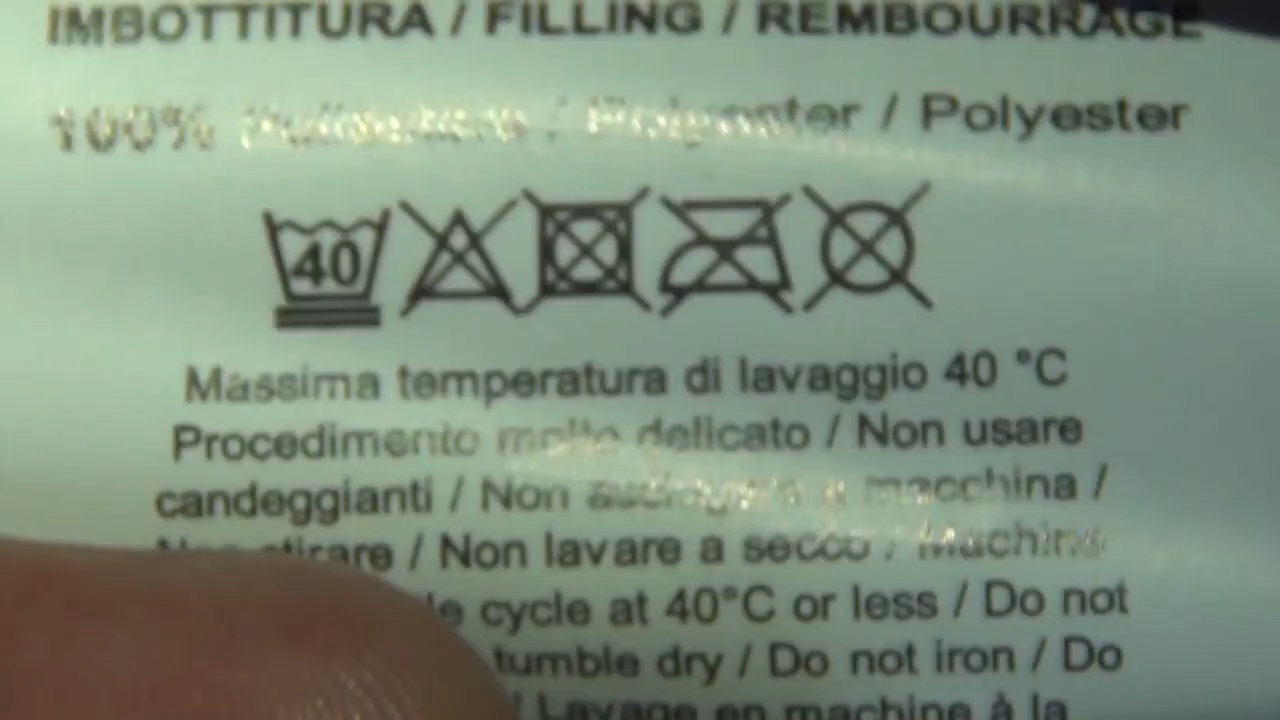 IMBOTTITURA / FILLING / REMBOURRAGE
100% Poliestere / Polyester / Polyester
40
Massima temperatura di lavaggio 40 °C
Procedimento molto delicato / Non usare
candeggianti / Non asciugare a macchina /
Non stirare / Non lavare a secco / Machine
cycle at 40°C or less / Do not
tumble dry / Do not iron / Do
/ Lavage en machine à la